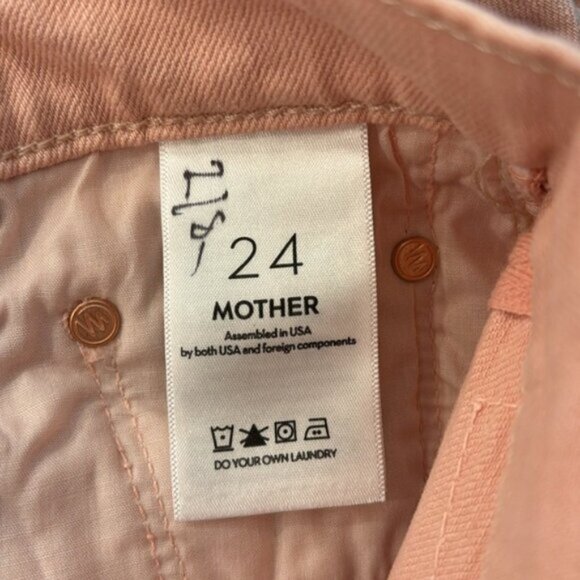 24
MOTHER
Assembled in USA
by both USA and foreign components
DO YOUR OWN LAUNDRY